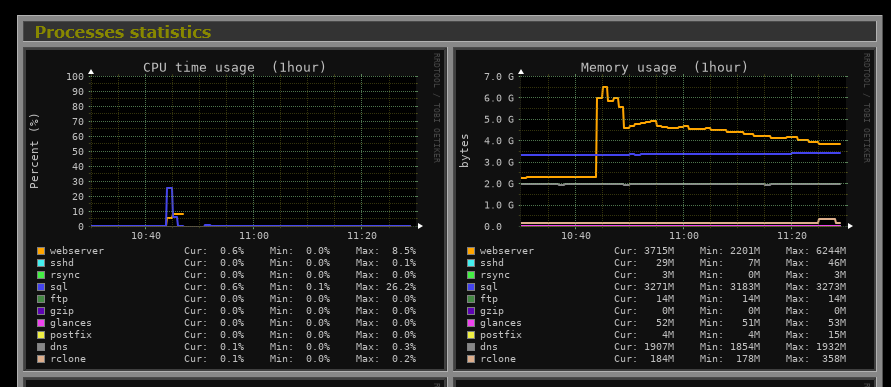 Processes statistics
CPU time usage  (1hour)
RRDTOOL / TOBI OETIKER
Percent (%)
100
90
80
70
60
50
40
30
20
10
0
10:40 11:00 11:20
webserver Cur: 0.6% Min: 0.0% Max: 8.5%
sshd Cur: 0.0% Min: 0.0% Max: 0.1%
rsync Cur: 0.0% Min: 0.0% Max: 0.0%
sql Cur: 0.6% Min: 0.1% Max: 26.2%
ftp Cur: 0.0% Min: 0.0% Max: 0.0%
gzip Cur: 0.0% Min: 0.0% Max: 0.0%
glances Cur: 0.0% Min: 0.0% Max: 0.0%
postfix Cur: 0.0% Min: 0.0% Max: 0.0%
dns Cur: 0.1% Min: 0.0% Max: 0.3%
rclone Cur: 0.1% Min: 0.0% Max: 0.2%
Memory usage  (1hour)
RRDTOOL / TOBI OETIKER
bytes
7.0 G
6.0 G
5.0 G
4.0 G
3.0 G
2.0 G
1.0 G
0.0
10:40 11:00 11:20
webserver Cur: 3715M Min: 2201M Max: 6244M
sshd Cur: 29M Min: 7M Max: 46M
rsync Cur: 3M Min: 0M Max: 3M
sql Cur: 3271M Min: 3183M Max: 3273M
ftp Cur: 14M Min: 14M Max: 14M
gzip Cur: 0M Min: 0M Max: 0M
glances Cur: 52M Min: 51M Max: 53M
postfix Cur: 4M Min: 4M Max: 15M
dns Cur: 1907M Min: 1854M Max: 1932M
rclone Cur: 184M Min: 178M Max: 358M